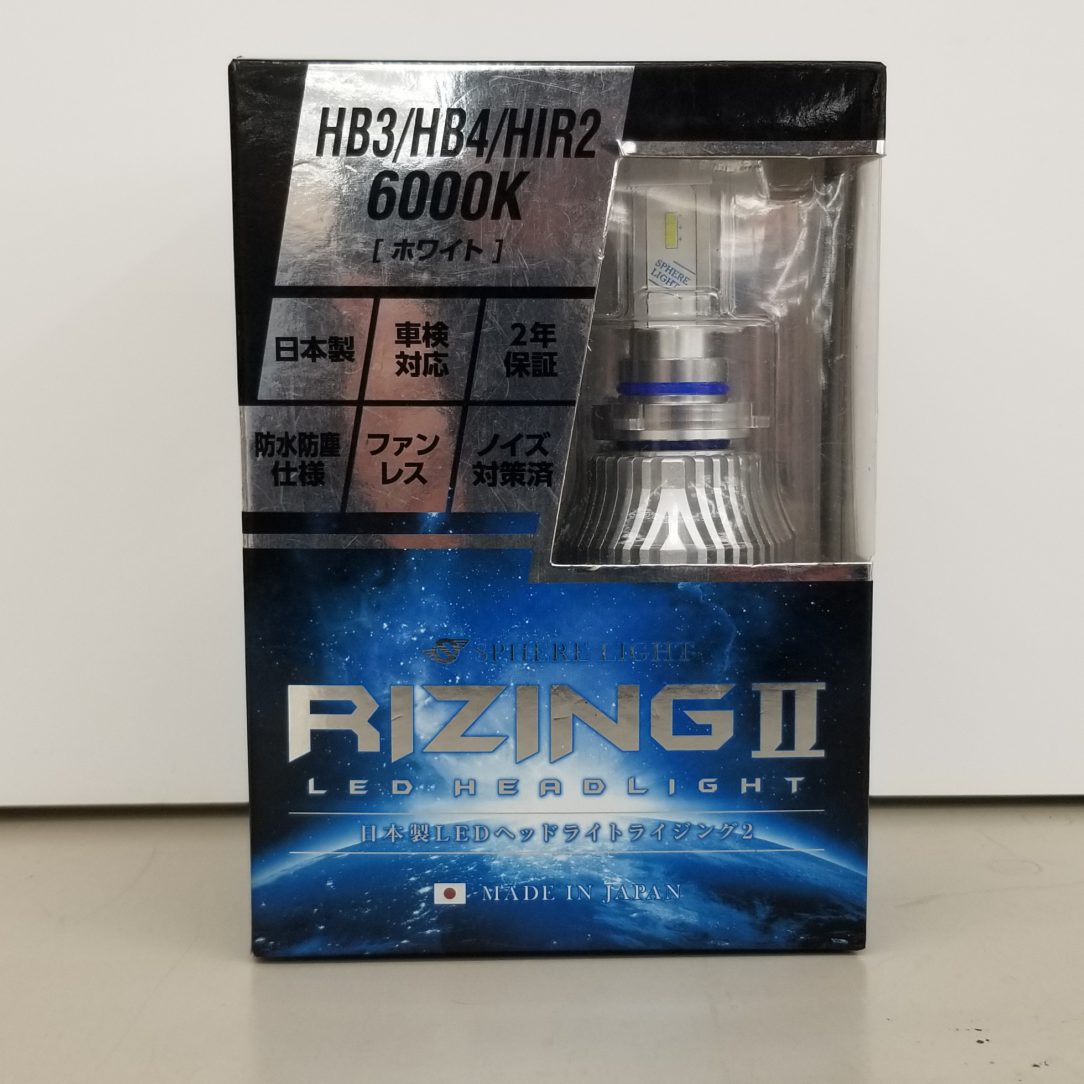 HB3/HB4/HIR2
6000K
[ ホワイト ]
日本製
車検
対応
2年
保証
防水防塵
仕様
ファン
レス
ノイズ
対策済
SPHERE
LIGHT
SPHERE LIGHT
RIZING II
LED HEADLIGHT
日本製LEDヘッドライトライジング2
MADE IN JAPAN